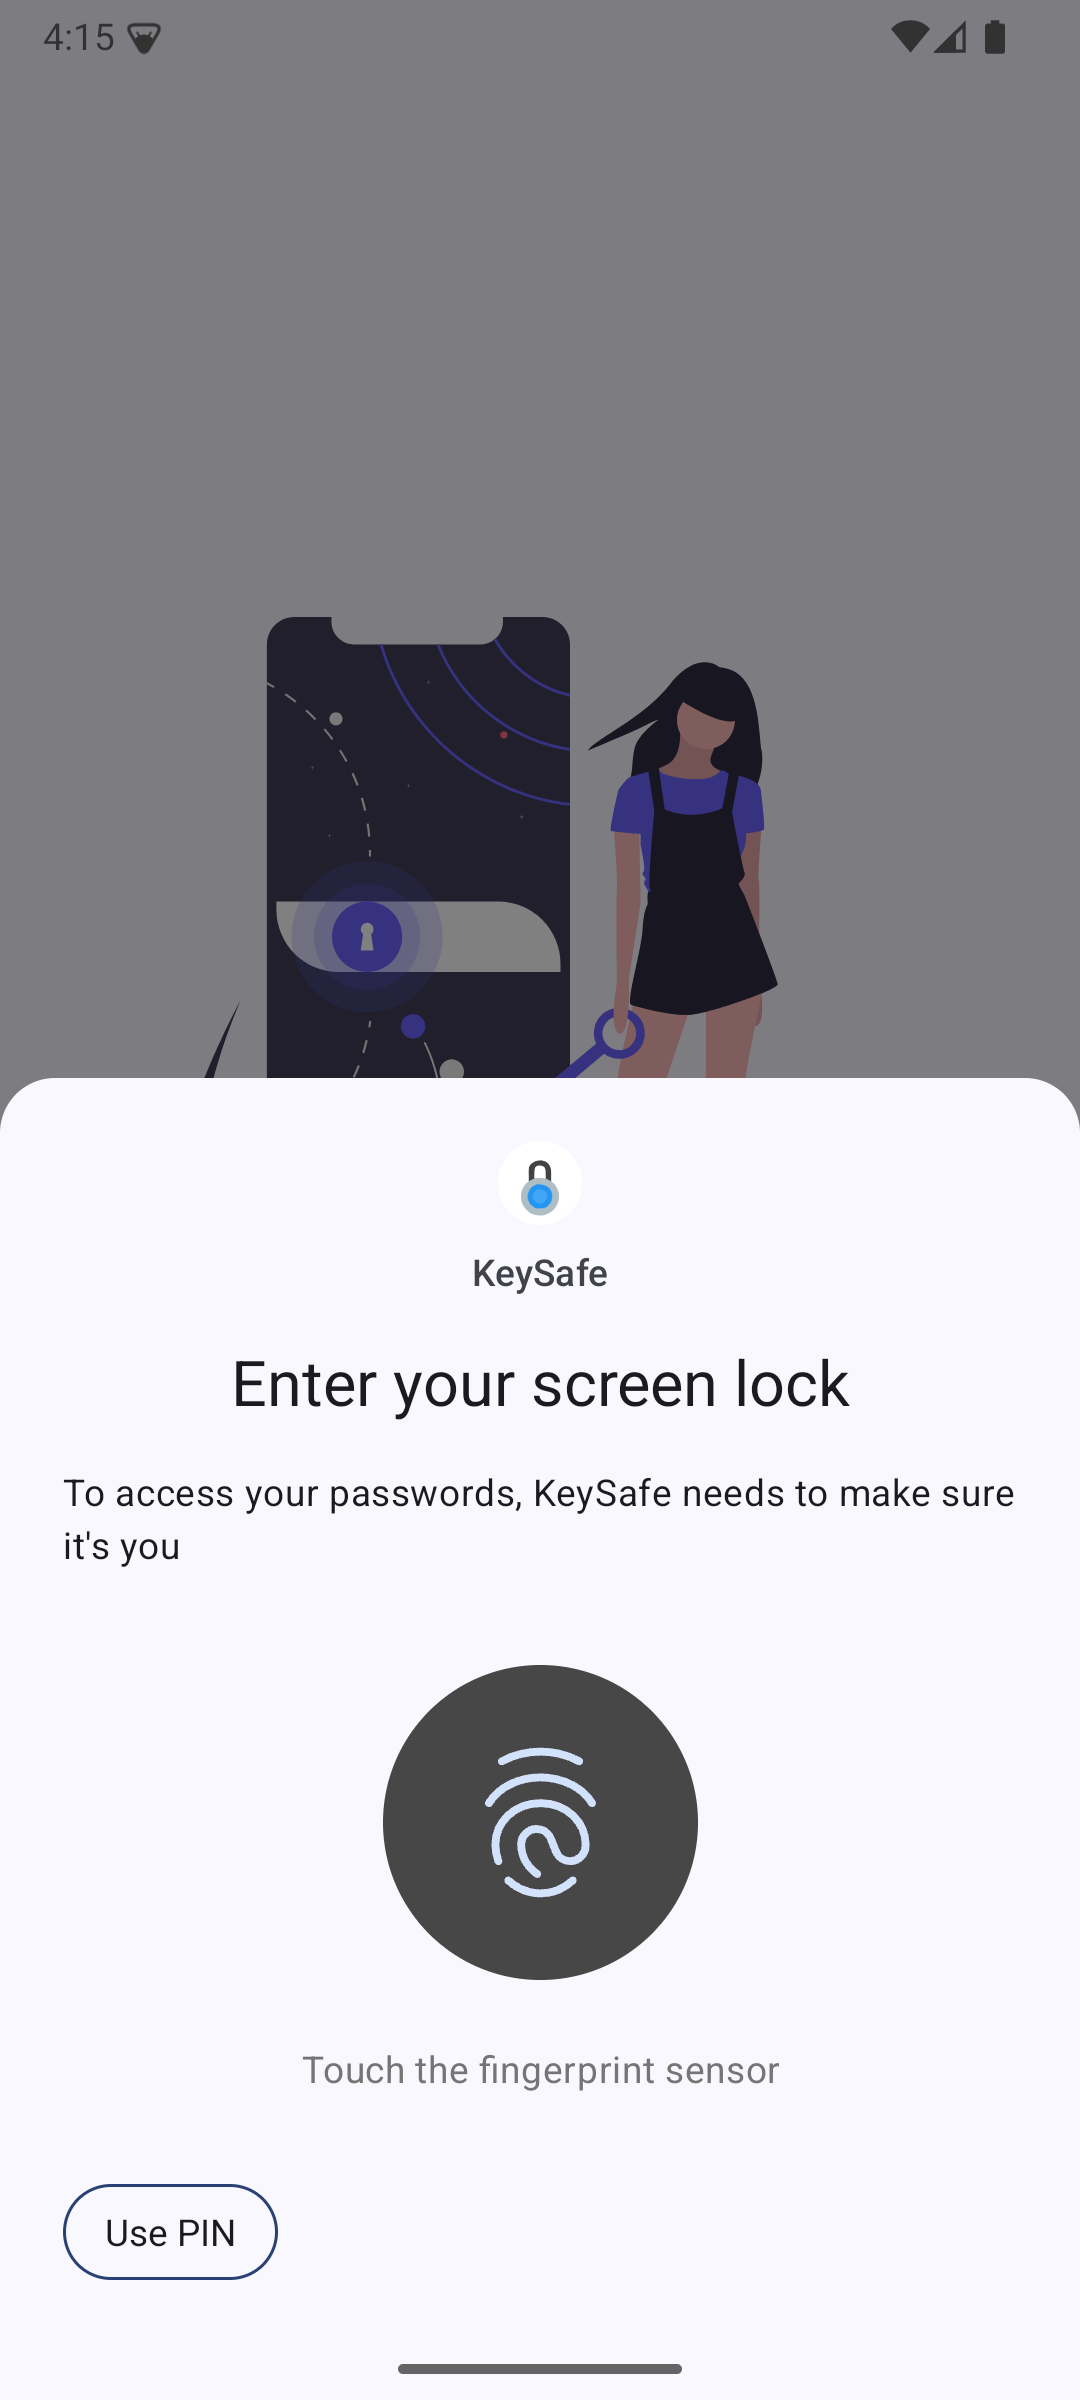 4:15
KeySafe
Enter your screen lock
To access your passwords, KeySafe needs to make sure
it's you
Touch the fingerprint sensor
Use PIN